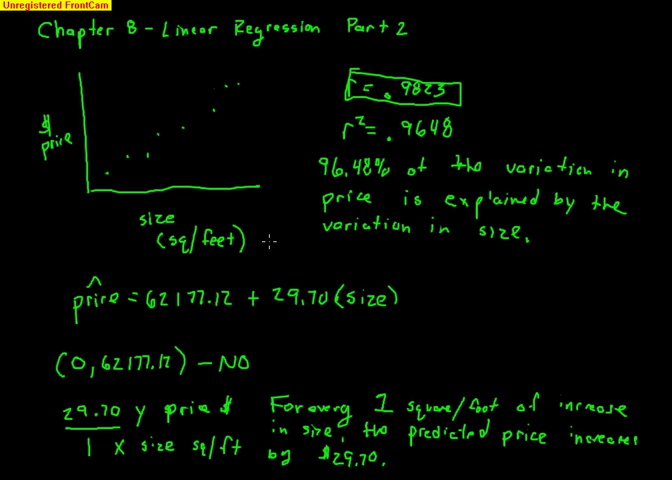 Unregistered FrontCam
Chapter 8 - Linear Regression Part 2
$
price
size
(sq/feet)
r = .9823
r² = .9648
96.48% of the variation in
price is explained by the
variation in size.
^
price = 62177.12 + 29.70(size)
(0, 62177.12) - NO
29.70 y price $
1 x size sq/ft
For every 1 square/foot of increase
in size, the predicted price increases
by $29.70.